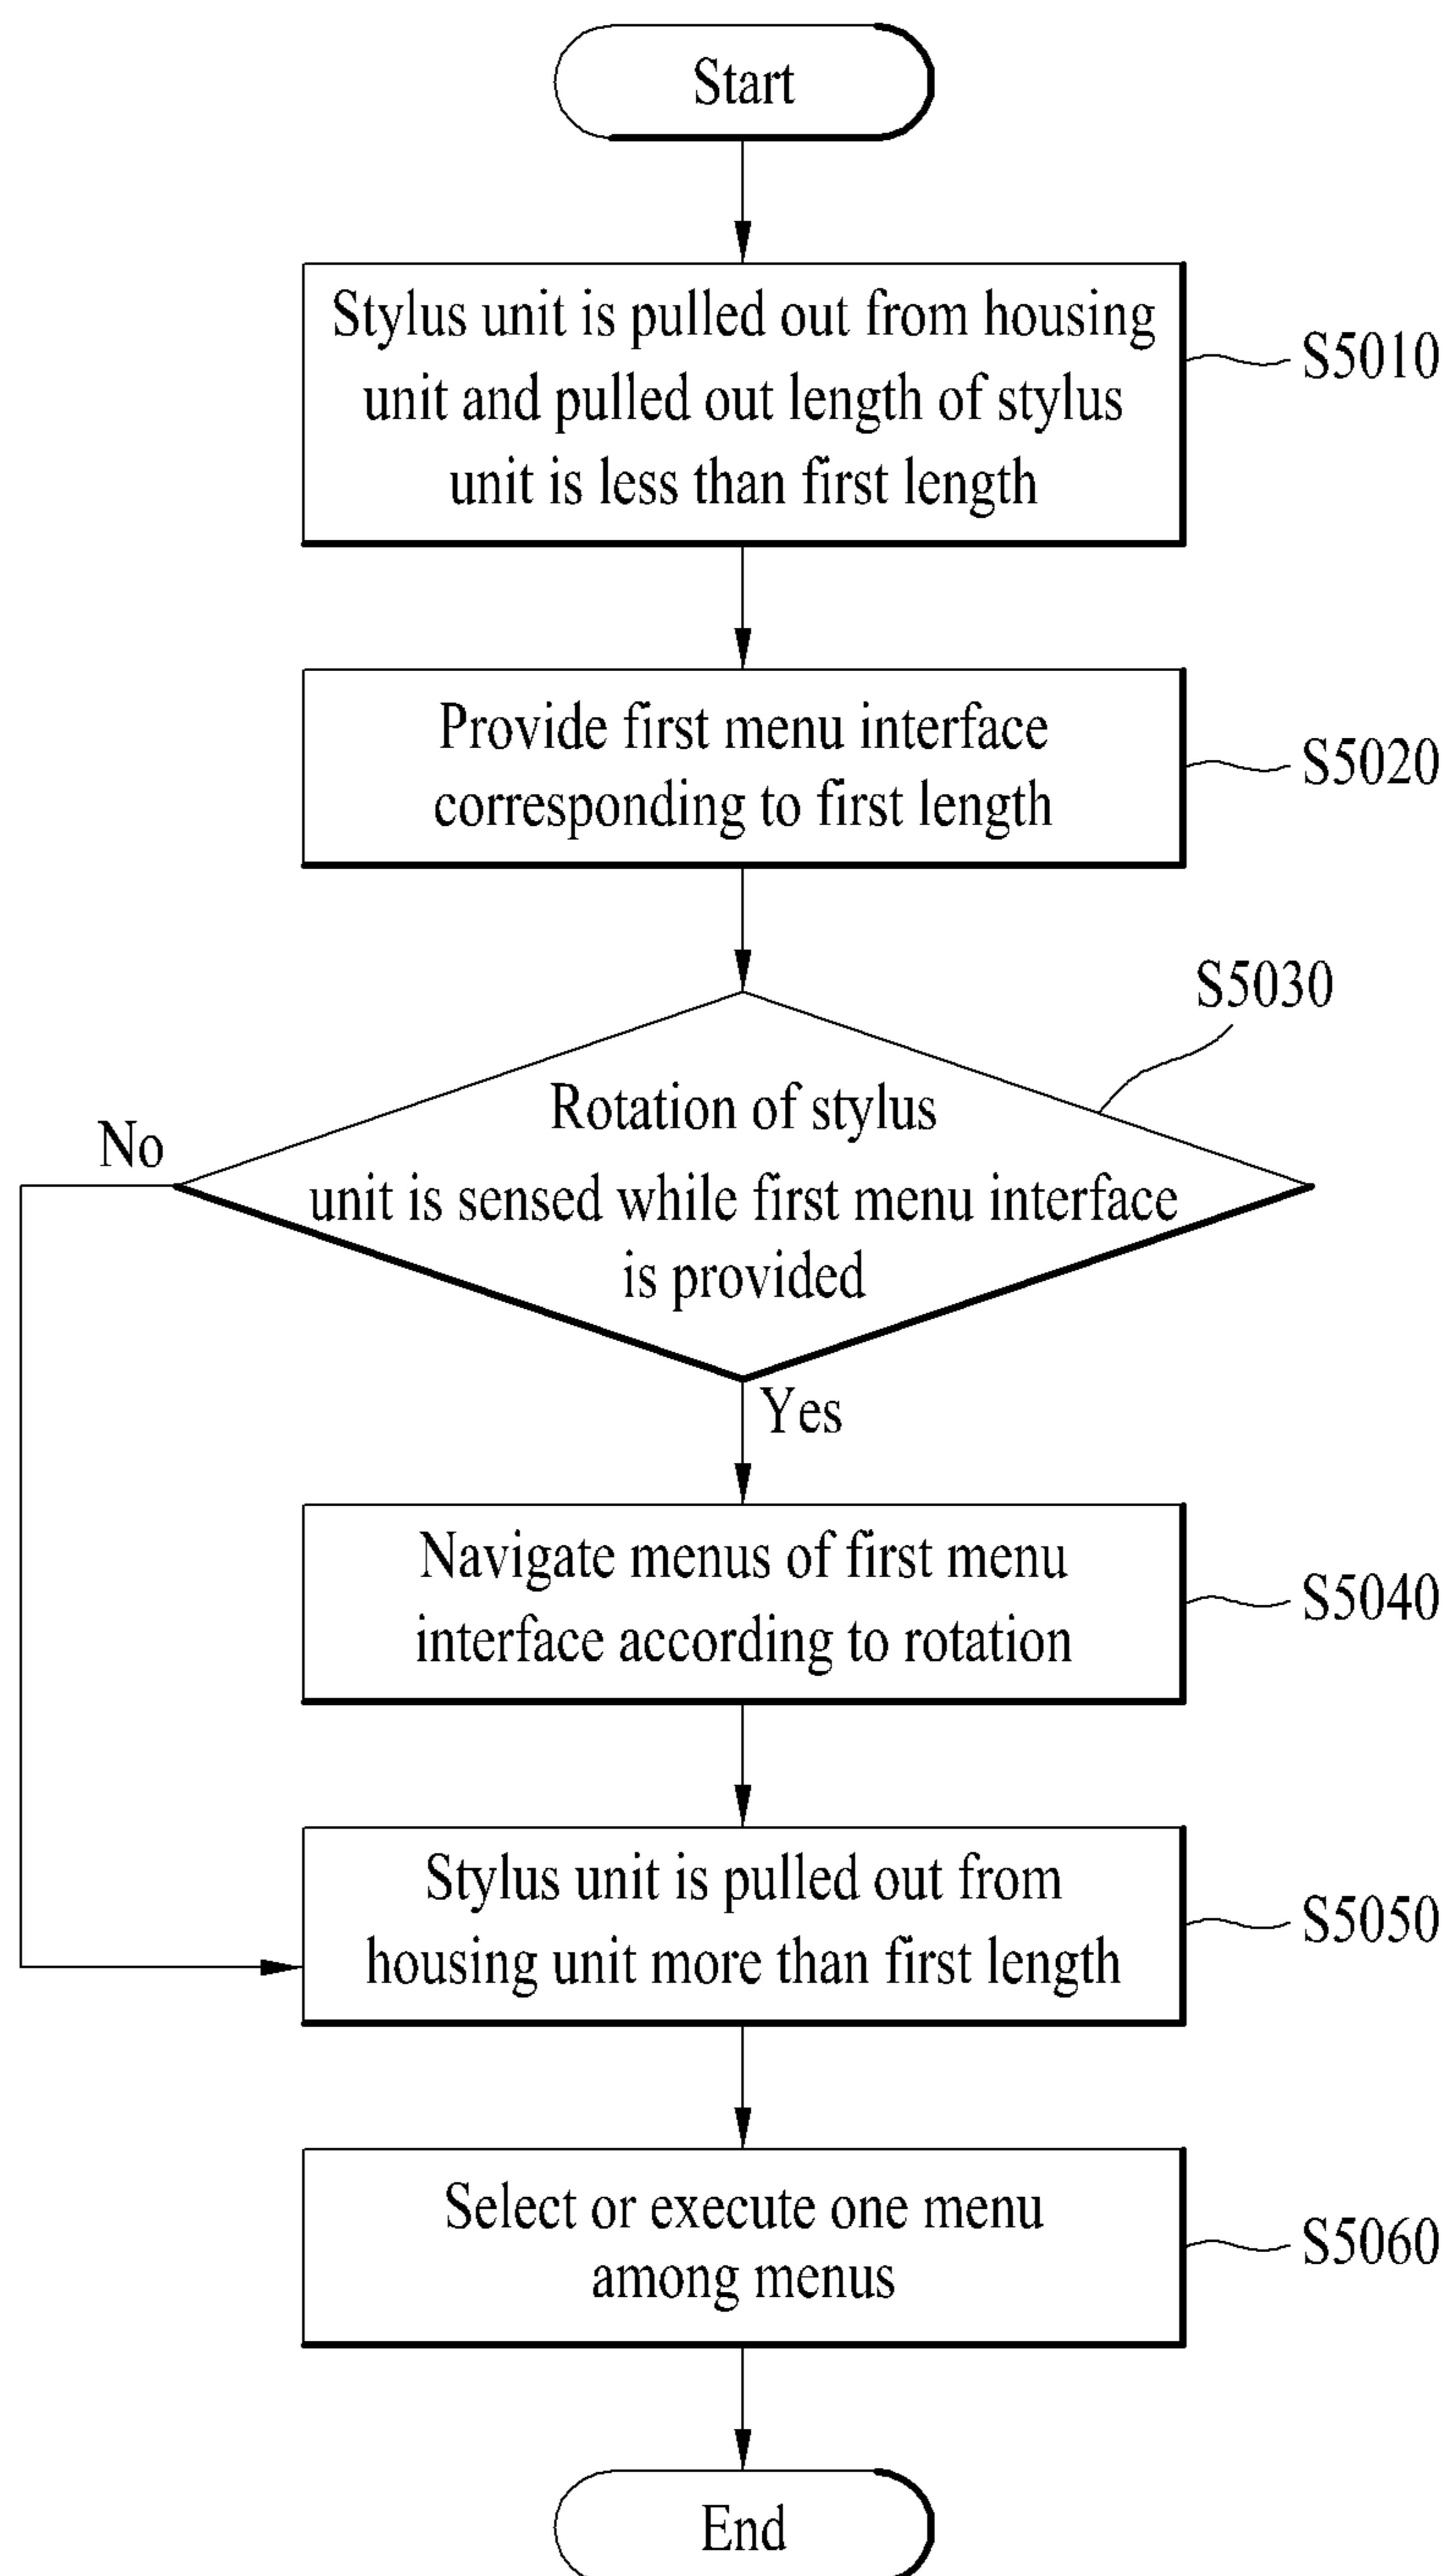 Start
Stylus unit is pulled out from housing
unit and pulled out length of stylus
unit is less than first length
S5010
Provide first menu interface
corresponding to first length
S5020
S5030
Rotation of stylus
unit is sensed while first menu interface
is provided
No
Yes
Navigate menus of first menu
interface according to rotation
S5040
Stylus unit is pulled out from
housing unit more than first length
S5050
Select or execute one menu
among menus
S5060
End